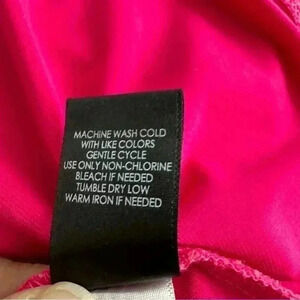 MACHINE WASH COLD
WITH LIKE COLORS
GENTLE CYCLE
USE ONLY NON-CHLORINE
BLEACH IF NEEDED
TUMBLE DRY LOW
WARM IRON IF NEEDED